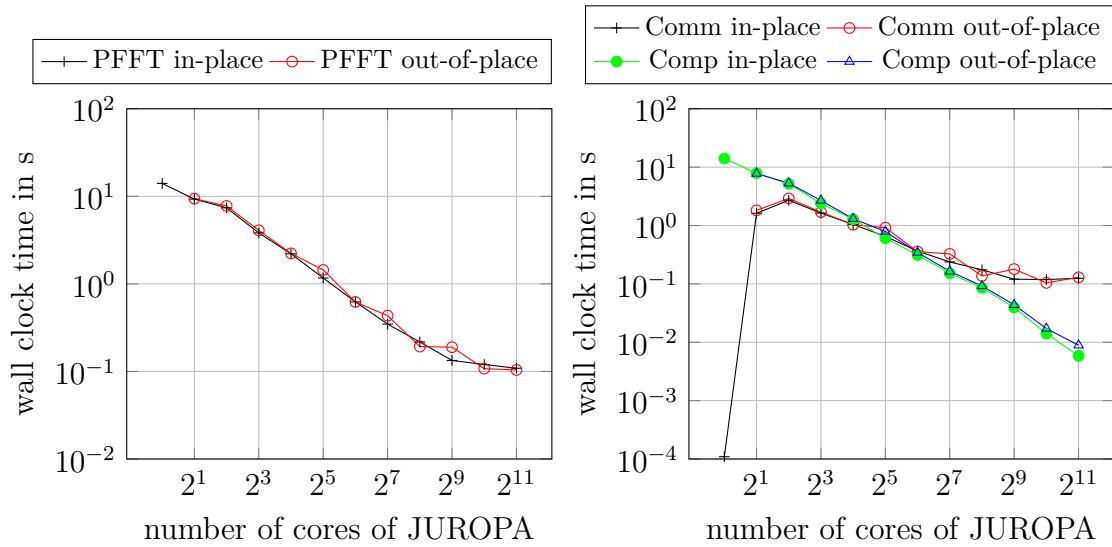 PFFT in-place PFFT out-of-place
10^2
10^1
10^0
10^−1
10^−2
wall clock time in s
2^1 2^3 2^5 2^7 2^9 2^11
number of cores of JUROPA
Comm in-place Comm out-of-place
Comp in-place Comp out-of-place
10^2
10^1
10^0
10^−1
10^−2
10^−3
10^−4
wall clock time in s
2^1 2^3 2^5 2^7 2^9 2^11
number of cores of JUROPA